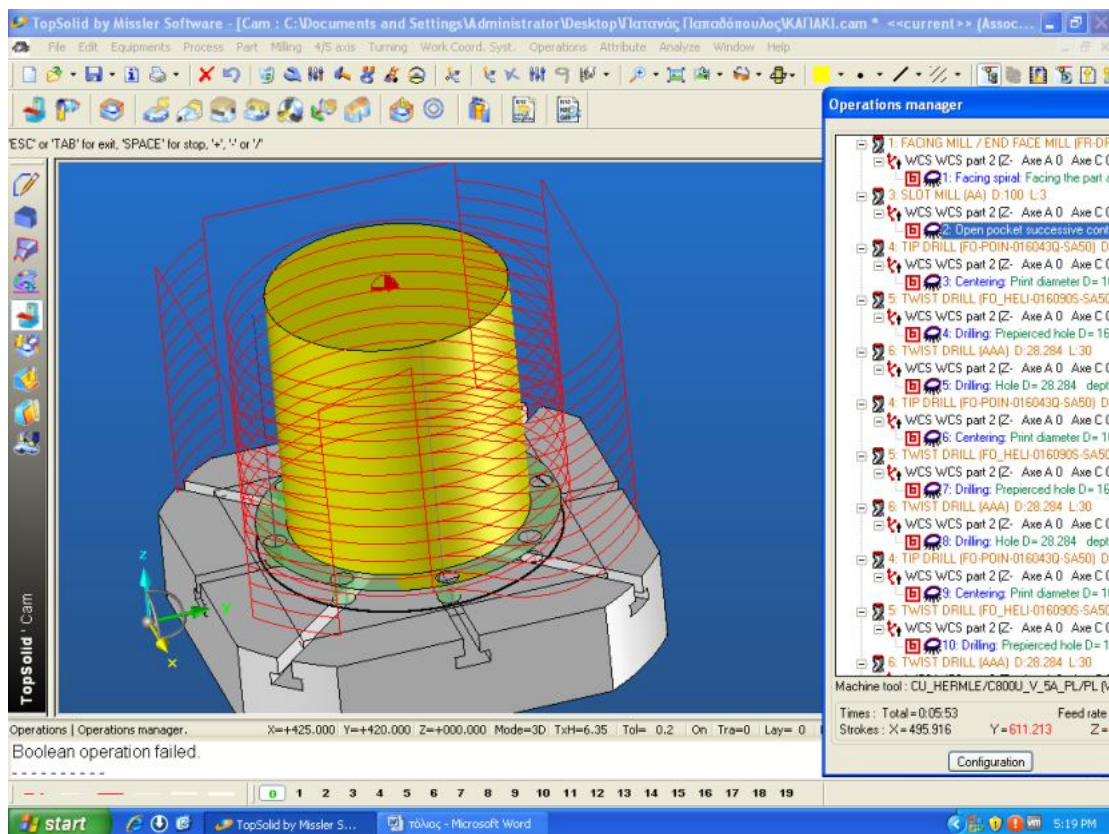 TopSolid by Missler Software - [Cam : C:\Documents and Settings\Administrator\Desktop\Πατανάς Παπαδόπουλος\ΚΑΠΑΚΙ.cam * <<current>> (Assoc...
File Edit Equipments Process Part Milling 4/5 axis Turning Work Coord. Syst. Operations Attribute Analyze Window Help
'ESC' or 'TAB' for exit, 'SPACE' for stop, '+', '-' or '/'
Operations manager
1: FACING MILL / END FACE MILL (FR-DF
WCS WCS part 2 (Z- Axe A 0 Axe C 0
1: Facing spiral: Facing the part a
3: SLOT MILL (AA) D:100 L:3
WCS WCS part 2 (Z- Axe A 0 Axe C 0
2: Open pocket successive cont
4: TIP DRILL (FO-POIN-016043Q-SA50) D
WCS WCS part 2 (Z- Axe A 0 Axe C 0
3: Centering: Print diameter D= 1
5: TWIST DRILL (FO_HELI-016090S-SA50
WCS WCS part 2 (Z- Axe A 0 Axe C 0
4: Drilling: Prepierced hole D= 16
6: TWIST DRILL (AAA) D:28.284 L:30
WCS WCS part 2 (Z- Axe A 0 Axe C 0
5: Drilling: Hole D= 28.284 dept
4: TIP DRILL (FO-POIN-016043Q-SA50) D
WCS WCS part 2 (Z- Axe A 0 Axe C 0
6: Centering: Print diameter D= 1
5: TWIST DRILL (FO_HELI-016090S-SA50
WCS WCS part 2 (Z- Axe A 0 Axe C 0
7: Drilling: Prepierced hole D= 16
6: TWIST DRILL (AAA) D:28.284 L:30
WCS WCS part 2 (Z- Axe A 0 Axe C 0
8: Drilling: Hole D= 28.284 dept
4: TIP DRILL (FO-POIN-016043Q-SA50) D
WCS WCS part 2 (Z- Axe A 0 Axe C 0
9: Centering: Print diameter D= 1
5: TWIST DRILL (FO_HELI-016090S-SA50
WCS WCS part 2 (Z- Axe A 0 Axe C 0
10: Drilling: Prepierced hole D= 1
6: TWIST DRILL (AAA) D:28.284 L:30
Machine tool : CU_HERMLE/C800U_V_5A_PL/PL (V
Times : Total = 0:05:53 Feed rate
Strokes : X = 495.916 Y = 611.213 Z =
Configuration
z
y
x
TopSolid'Cam
Operations | Operations manager. X=+425.000 Y=+420.000 Z=+000.000 Mode=3D TxH=6.35 Tol= 0.2 On Tra=0 Lay= 0
Boolean operation failed.
----------
0 1 2 3 4 5 6 7 8 9 10 11 12 13 14 15 16 17 18 19
start TopSolid by Missler S... τόλιος - Microsoft Word 5:19 PM